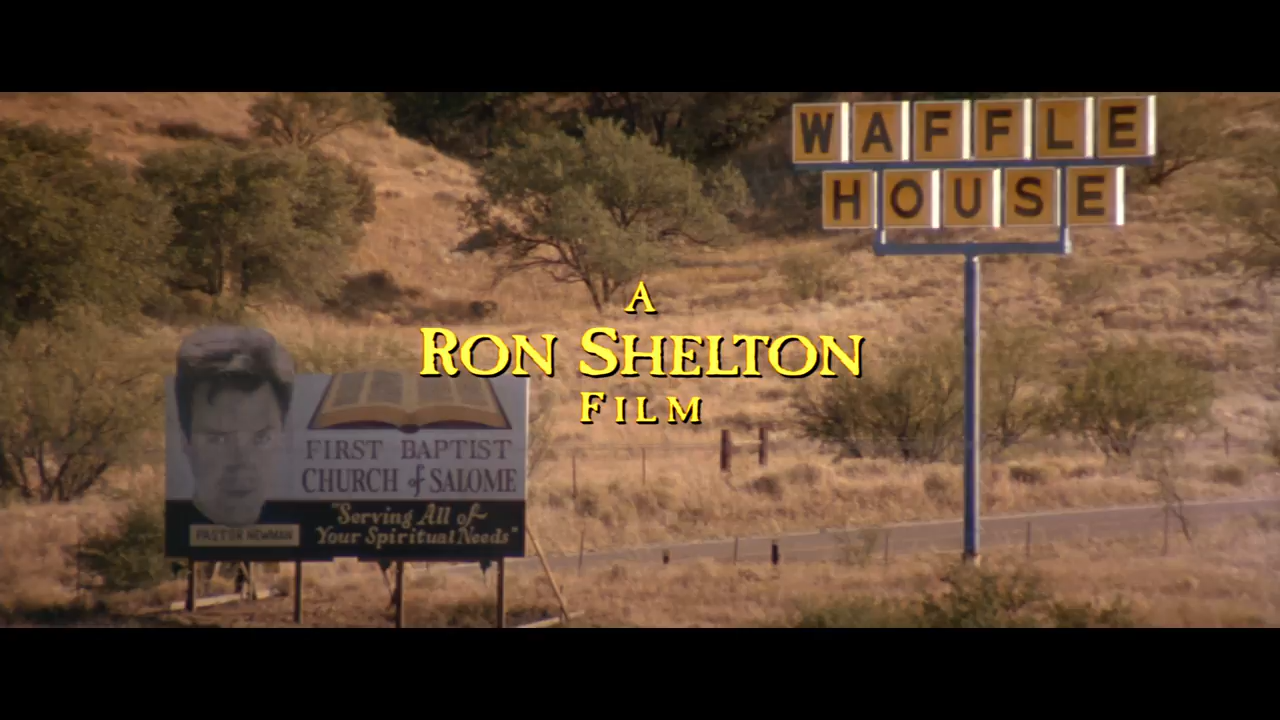 WAFFLE
HOUSE
A
RON SHELTON
FILM
FIRST BAPTIST
CHURCH of SALOME
"Serving All of
Your Spiritual Needs"
PASTOR NEWMAN